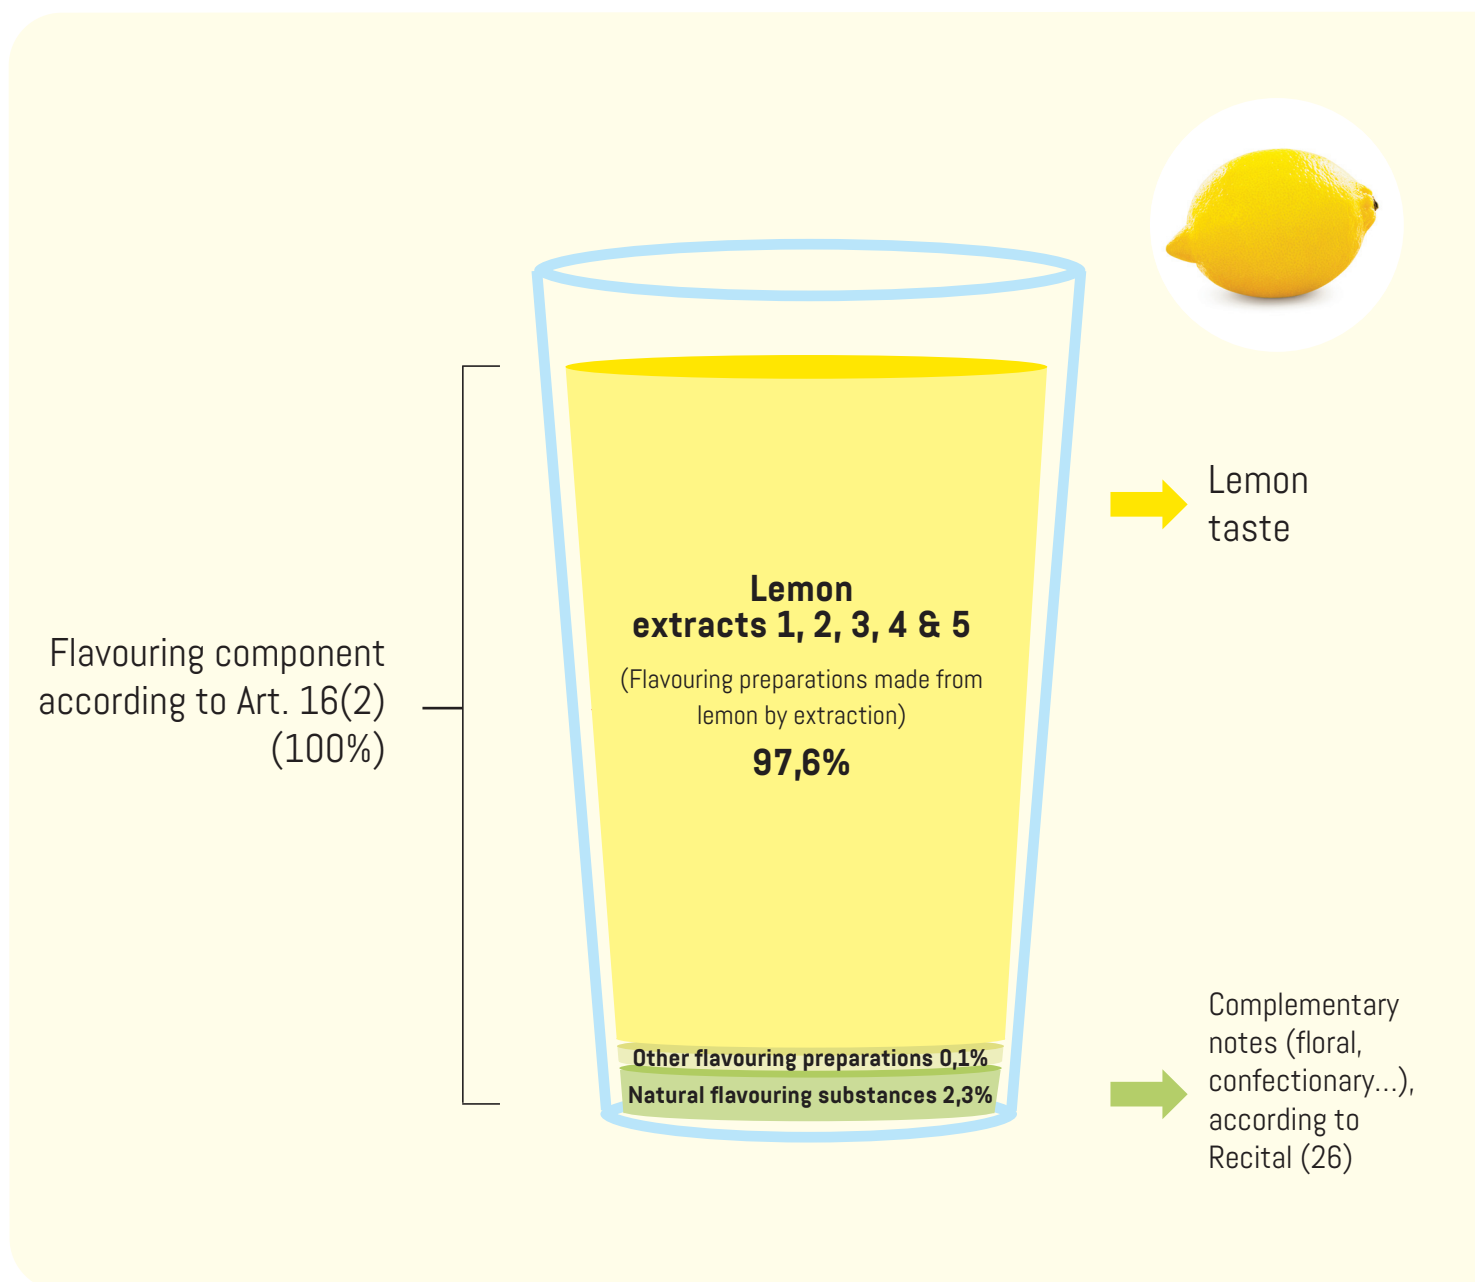 Flavouring component
according to Art. 16(2)
(100%)
Lemon
extracts 1, 2, 3, 4 & 5
(Flavouring preparations made from
lemon by extraction)
97,6%
Other flavouring preparations 0,1%
Natural flavouring substances 2,3%
Lemon
taste
Complementary
notes (floral,
confectionary...),
according to
Recital (26)